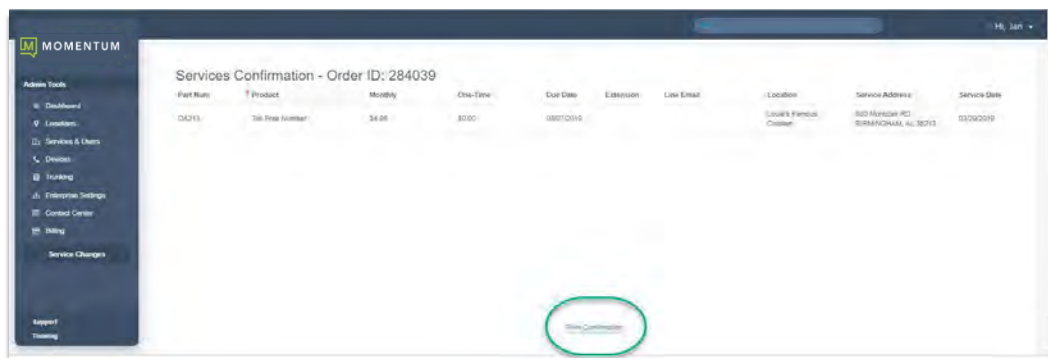 Hi, Jan
MOMENTUM
Admin Tools
Dashboard
Locations
Services & Users
Devices
Trunking
Enterprise Settings
Contact Center
Billing
Service Changes
Support
Training
Services Confirmation - Order ID: 284039
Part Num Product Monthly One-Time Due Date Extension Line Email Location Service Address Service Date
Toll Free Number $4.95 $0.00 Louie's Famous
BIRMINGHAM, AL
Print Confirmation